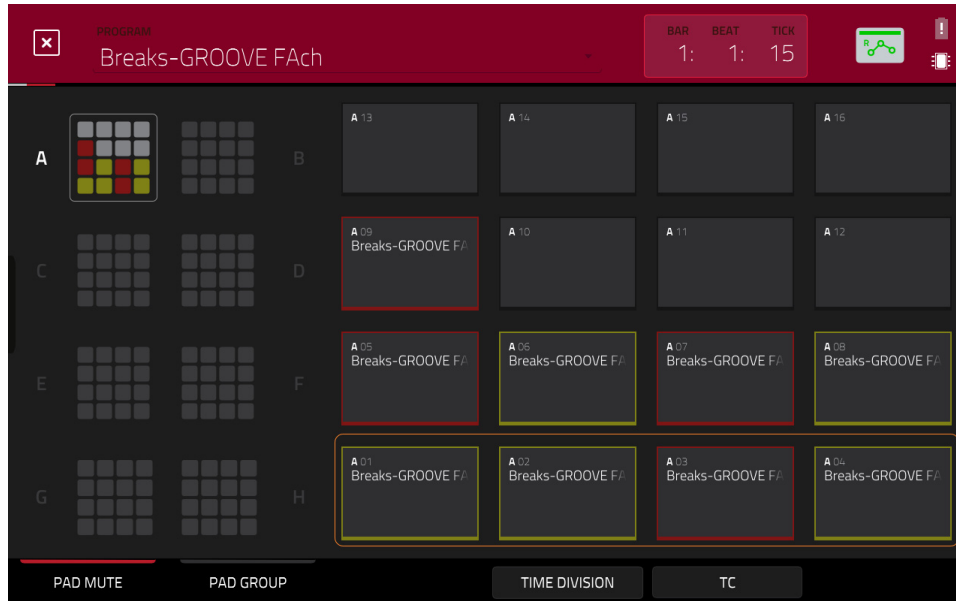 PROGRAM
Breaks-GROOVE FAch
BAR BEAT TICK
1: 1: 15
R
!
A B
A 13 A 14 A 15 A 16
C D
A 09 A 10 A 11 A 12
Breaks-GROOVE FA
E F
A 05 A 06 A 07 A 08
Breaks-GROOVE FA Breaks-GROOVE FA Breaks-GROOVE FA Breaks-GROOVE FA
G H
A 01 A 02 A 03 A 04
Breaks-GROOVE FA Breaks-GROOVE FA Breaks-GROOVE FA Breaks-GROOVE FA
PAD MUTE PAD GROUP TIME DIVISION TC